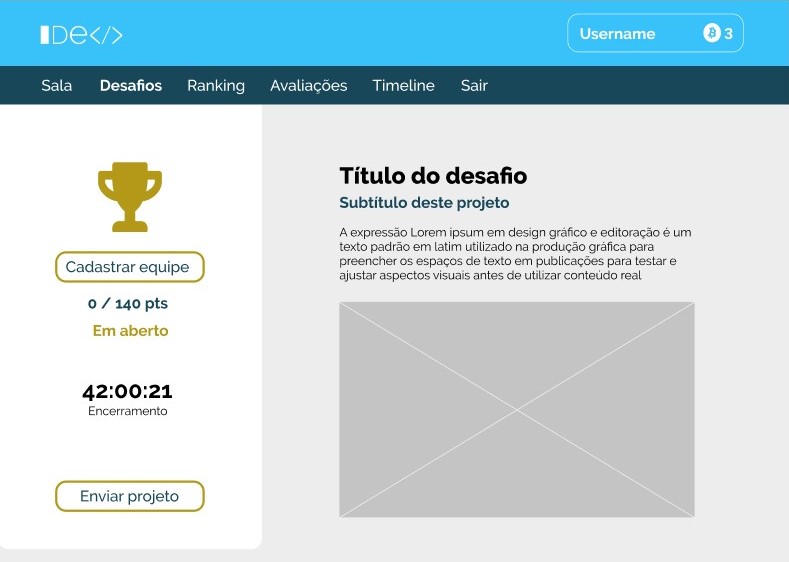 IDE</>
Username 3
Sala Desafios Ranking Avaliações Timeline Sair
Cadastrar equipe
0 / 140 pts
Em aberto
42:00:21
Encerramento
Enviar projeto
Título do desafio
Subtítulo deste projeto
A expressão Lorem ipsum em design gráfico e editoração é um
texto padrão em latim utilizado na produção gráfica para
preencher os espaços de texto em publicações para testar e
ajustar aspectos visuais antes de utilizar conteúdo real